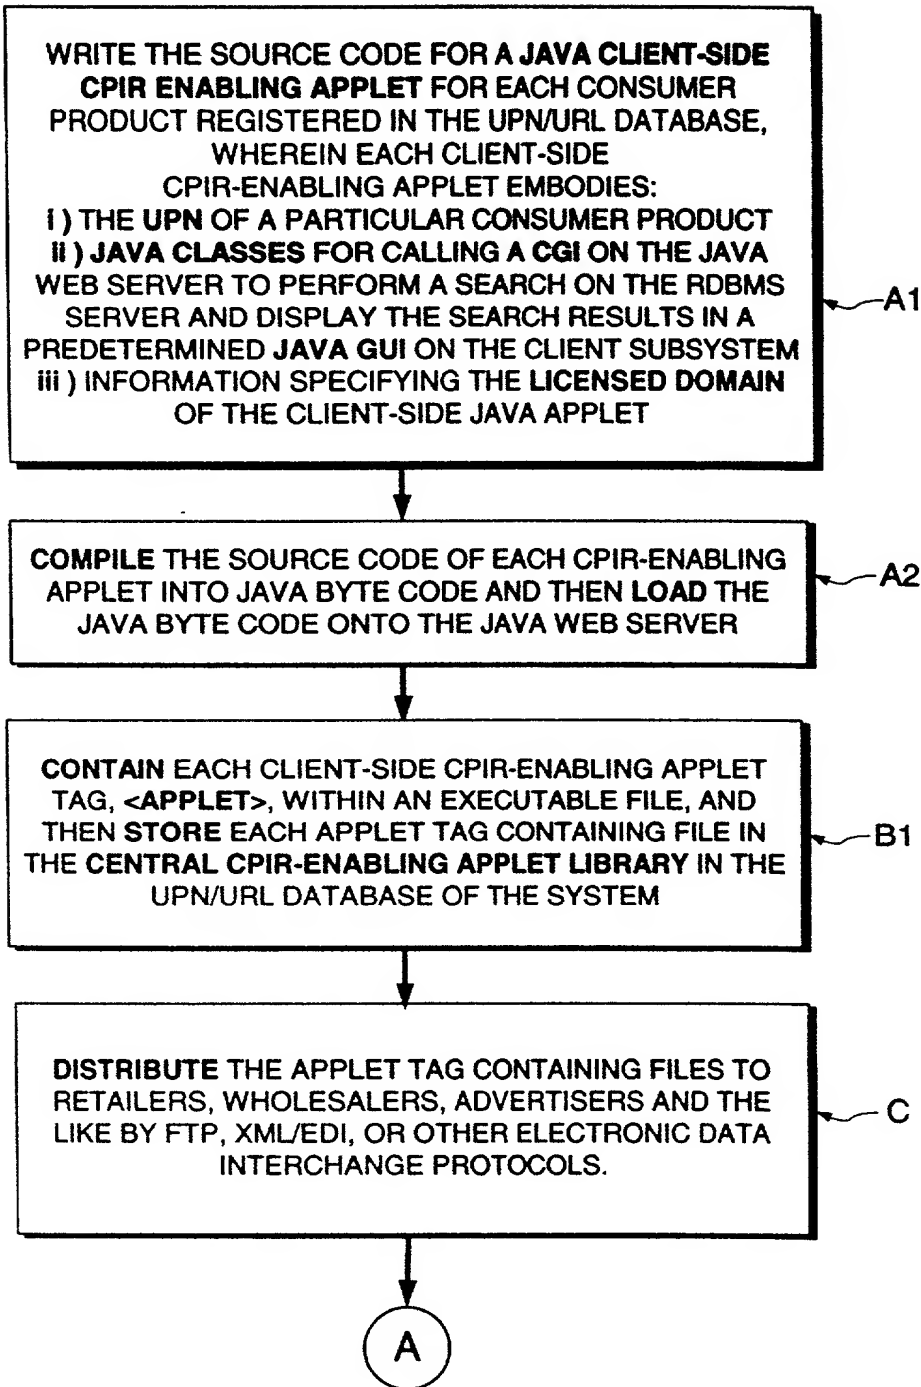 WRITE THE SOURCE CODE FOR A JAVA CLIENT-SIDE
CPIR ENABLING APPLET FOR EACH CONSUMER
PRODUCT REGISTERED IN THE UPN/URL DATABASE,
WHEREIN EACH CLIENT-SIDE
CPIR-ENABLING APPLET EMBODIES:
i ) THE UPN OF A PARTICULAR CONSUMER PRODUCT
ii ) JAVA CLASSES FOR CALLING A CGI ON THE JAVA
WEB SERVER TO PERFORM A SEARCH ON THE RDBMS
SERVER AND DISPLAY THE SEARCH RESULTS IN A
PREDETERMINED JAVA GUI ON THE CLIENT SUBSYSTEM
iii ) INFORMATION SPECIFYING THE LICENSED DOMAIN
OF THE CLIENT-SIDE JAVA APPLET
A1
COMPILE THE SOURCE CODE OF EACH CPIR-ENABLING
APPLET INTO JAVA BYTE CODE AND THEN LOAD THE
JAVA BYTE CODE ONTO THE JAVA WEB SERVER
A2
CONTAIN EACH CLIENT-SIDE CPIR-ENABLING APPLET
TAG, <APPLET>, WITHIN AN EXECUTABLE FILE, AND
THEN STORE EACH APPLET TAG CONTAINING FILE IN
THE CENTRAL CPIR-ENABLING APPLET LIBRARY IN THE
UPN/URL DATABASE OF THE SYSTEM
B1
DISTRIBUTE THE APPLET TAG CONTAINING FILES TO
RETAILERS, WHOLESALERS, ADVERTISERS AND THE
LIKE BY FTP, XML/EDI, OR OTHER ELECTRONIC DATA
INTERCHANGE PROTOCOLS.
C
A